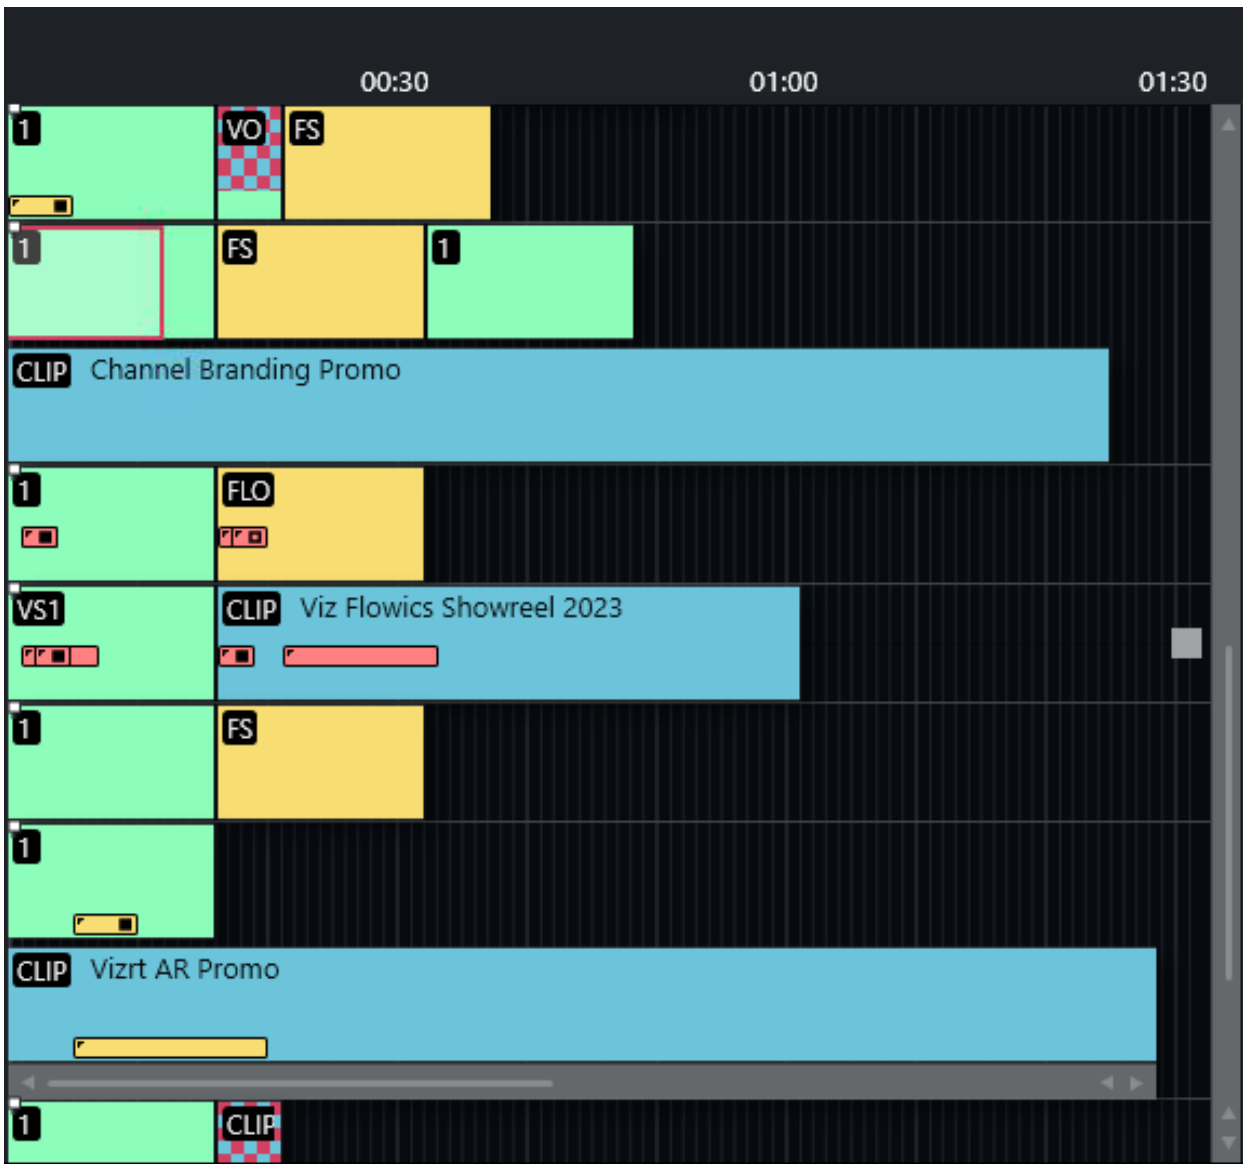 00:30 01:00 01:30
1 VO FS
1 FS 1
CLIP Channel Branding Promo
1 FLO
VS1 CLIP Viz Flowics Showreel 2023
1 FS
1
CLIP Vizrt AR Promo
1 CLIP